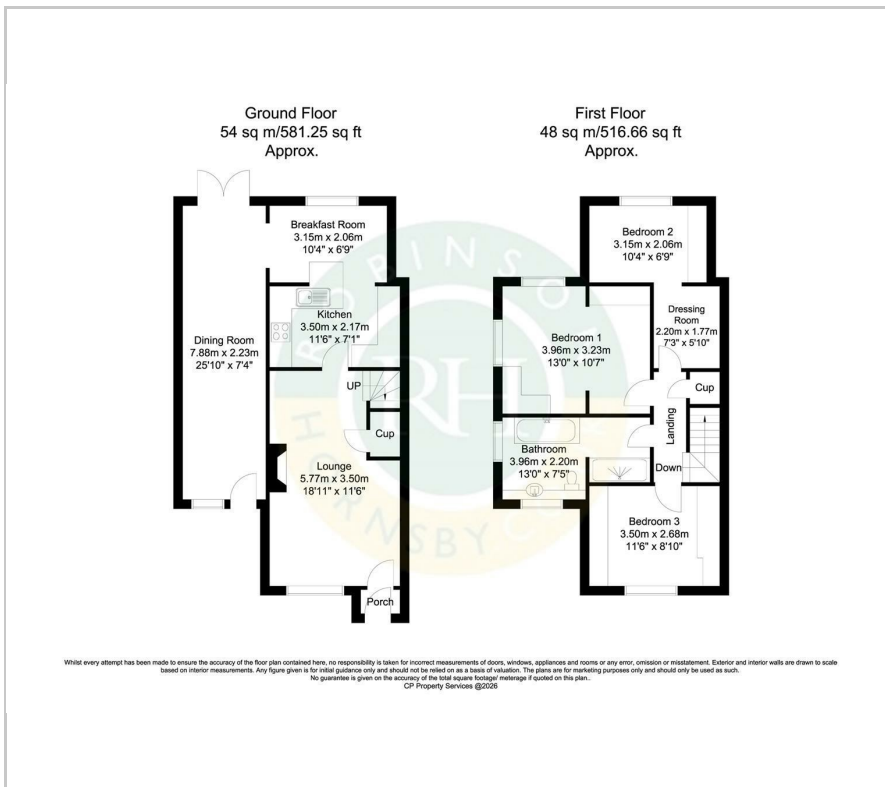 Ground Floor
54 sq m/581.25 sq ft
Approx.
First Floor
48 sq m/516.66 sq ft
Approx.
Breakfast Room
3.15m x 2.06m
10'4" x 6'9"
Kitchen
3.50m x 2.17m
11'6" x 7'1"
Dining Room
7.88m x 2.23m
25'10" x 7'4"
UP
Cup
Lounge
5.77m x 3.50m
18'11" x 11'6"
Porch
Bedroom 2
3.15m x 2.06m
10'4" x 6'9"
Dressing
Room
2.20m x 1.77m
7'3" x 5'10"
Bedroom 1
3.96m x 3.23m
13'0" x 10'7"
Cup
Landing
Bathroom
3.96m x 2.20m
13'0" x 7'5"
Down
Bedroom 3
3.50m x 2.68m
11'6" x 8'10"
ROBINSON
RH
HORNSBY CO
Whilst every attempt has been made to ensure the accuracy of the floor plan contained here, no responsibility is taken for incorrect measurements of doors, windows, appliances and rooms or any error, omission or misstatement. Exterior and interior walls are drawn to scale
based on interior measurements. Any figure given is for initial guidance only and should not be relied on as a basis of valuation. The plans are for marketing purposes only and should only be used as such.
No guarantee is given on the accuracy of the total square footage/ meterage if quoted on this plan..
CP Property Services @2026